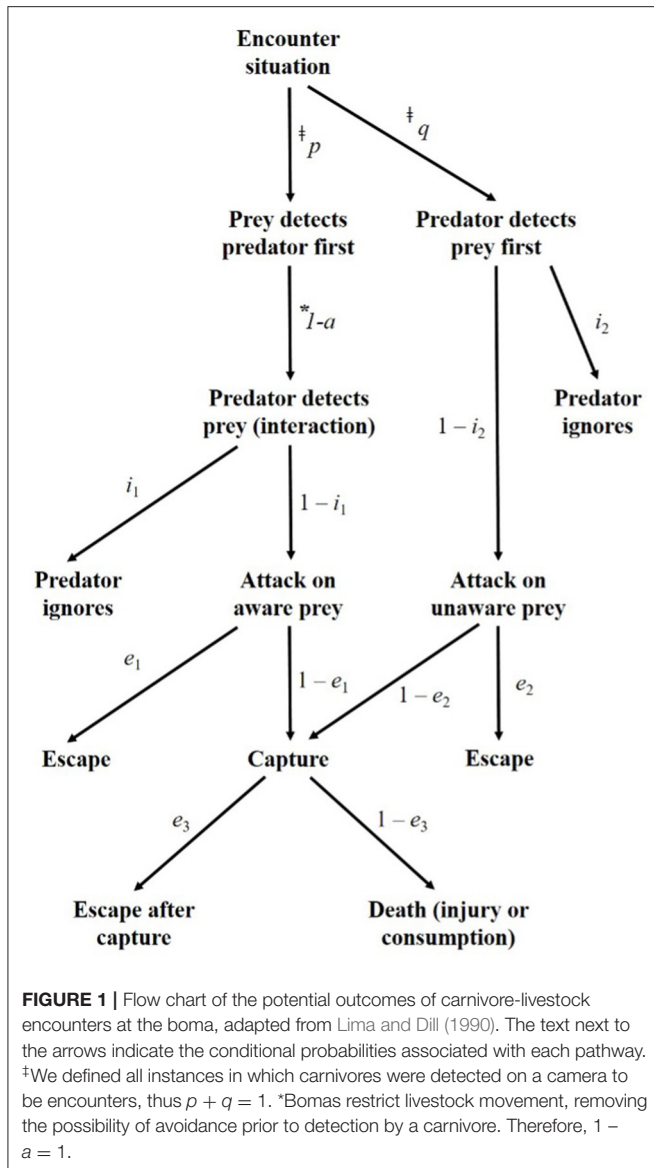 Encounter
situation
‡p
‡q
Prey detects
predator first
Predator detects
prey first
*1-a
i₂
Predator detects
prey (interaction)
Predator
ignores
1 – i₂
i₁
1 – i₁
Predator
ignores
Attack on
aware prey
Attack on
unaware prey
e₁
1 – e₁
1 – e₂
e₂
Escape
Capture
Escape
e₃
1 – e₃
Escape after
capture
Death (injury or
consumption)
FIGURE 1 | Flow chart of the potential outcomes of carnivore-livestock
encounters at the boma, adapted from Lima and Dill (1990). The text next to
the arrows indicate the conditional probabilities associated with each pathway.
‡We defined all instances in which carnivores were detected on a camera to
be encounters, thus p + q = 1. *Bomas restrict livestock movement, removing
the possibility of avoidance prior to detection by a carnivore. Therefore, 1 –
a = 1.